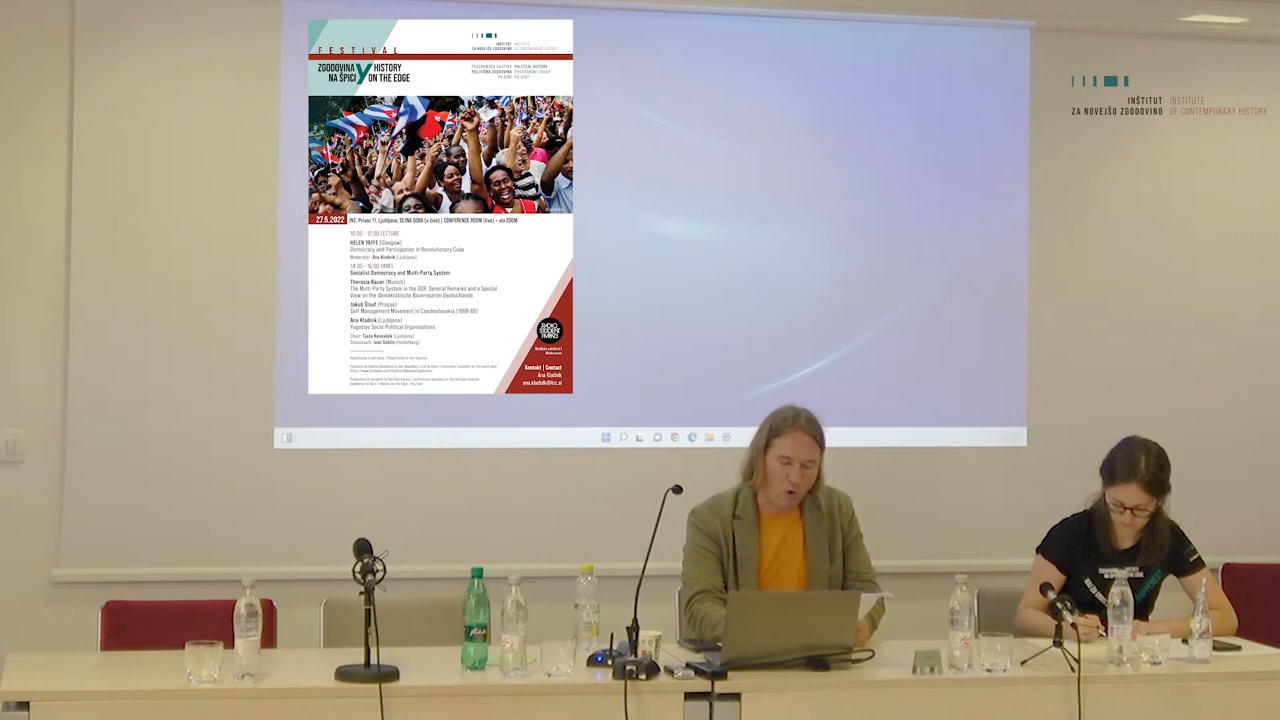 FESTIVAL
ZGODOVINA HISTORY
NA ŠPICI Y ON THE EDGE
INŠTITUT INSTITUTE
ZA NOVEJŠO ZGODOVINO OF CONTEMPORARY HISTORY
PROGRAMSKA SKUPINA POLITICAL HISTORY
POLITIČNA ZGODOVINA PROGRAMME GROUP
27.5.2022 INZ, Privoz 11, Ljubljana, SEJNA SOBA (v živo) | CONFERENCE ROOM (live) + via ZOOM
10:00 - 12:00 LECTURE
HELEN YAFFE (Glasgow)
Democracy and Participation in Revolutionary Cuba
Moderator: Ana Kladnik (Ljubljana)
14:00 - 16:00 PANEL
Socialist Democracy and Multi-Party System
Theresia Bauer (Munich)
The Multi-Party System in the GDR. General Remarks and a Special
View on the Demokratische Bauernpartei Deutschlands
Jakub Šlouf (Prague)
Self-Management Movement in Czechoslovakia (1968-69)
Ana Kladnik (Ljubljana)
Yugoslav Socio-Political Organisations
Chair: Tjaša Konovšek (Ljubljana)
Discussant: Ivan Sablin (Heidelberg)
RADIO
ŠTUDENT
Kontakt | Contact
Ana Kladnik
ana.kladnik@inz.si
INŠTITUT INSTITUTE
ZA NOVEJŠO ZGODOVINO OF CONTEMPORARY HISTORY